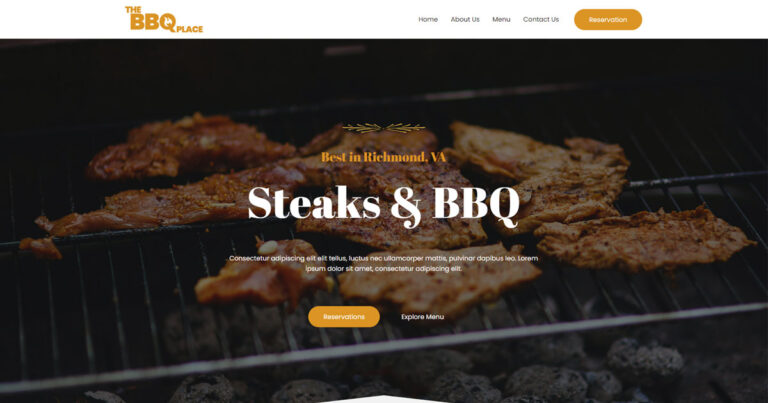 THE
BBQ
PLACE
Home About Us Menu Contact Us Reservation
Best in Richmond, VA
Steaks & BBQ
Consectetur adipiscing elit elit tellus, luctus nec ullamcorper mattis, pulvinar dapibus leo. Lorem
ipsum dolor sit amet, consectetur adipiscing elit.
Reservations Explore Menu